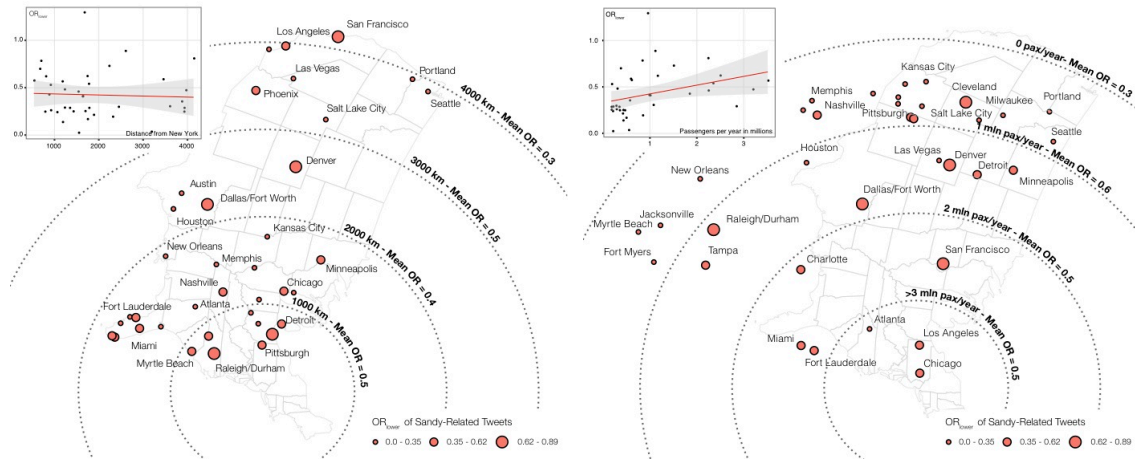 OR lower
1.0
0.5
0.0
Distance from New York
500
1000
2000
3000
4000
San Francisco
Los Angeles
Las Vegas
Portland
Phoenix
Seattle
Salt Lake City
4000 km - Mean OR = 0.3
Denver
3000 km - Mean OR = 0.5
Austin
Dallas/Fort Worth
Houston
Kansas City
2000 km - Mean OR = 0.4
New Orleans
Memphis
Minneapolis
Nashville
Chicago
Fort Lauderdale
Atlanta
1000 km - Mean OR = 0.5
Detroit
Miami
Pittsburgh
Myrtle Beach
Raleigh/Durham
OR lower of Sandy-Related Tweets
0.0 - 0.35
0.35 - 0.62
0.62 - 0.89
OR lower
1.0
0.5
0.0
Passengers per year in millions
0
1
2
3
0 pax/year- Mean OR = 0.3
Kansas City
Memphis
Cleveland
Milwaukee
Portland
Nashville
Pittsburgh
Salt Lake City
Seattle
1 mln pax/year - Mean OR = 0.6
Houston
Las Vegas
Denver
Detroit
New Orleans
Minneapolis
Dallas/Fort Worth
Jacksonville
Raleigh/Durham
Myrtle Beach
2 mln pax/year - Mean OR = 0.5
Fort Myers
Tampa
San Francisco
Charlotte
>3 mln pax/year - Mean OR = 0.5
Atlanta
Los Angeles
Miami
Fort Lauderdale
Chicago
OR lower of Sandy-Related Tweets
0.0 - 0.35
0.35 - 0.62
0.62 - 0.89